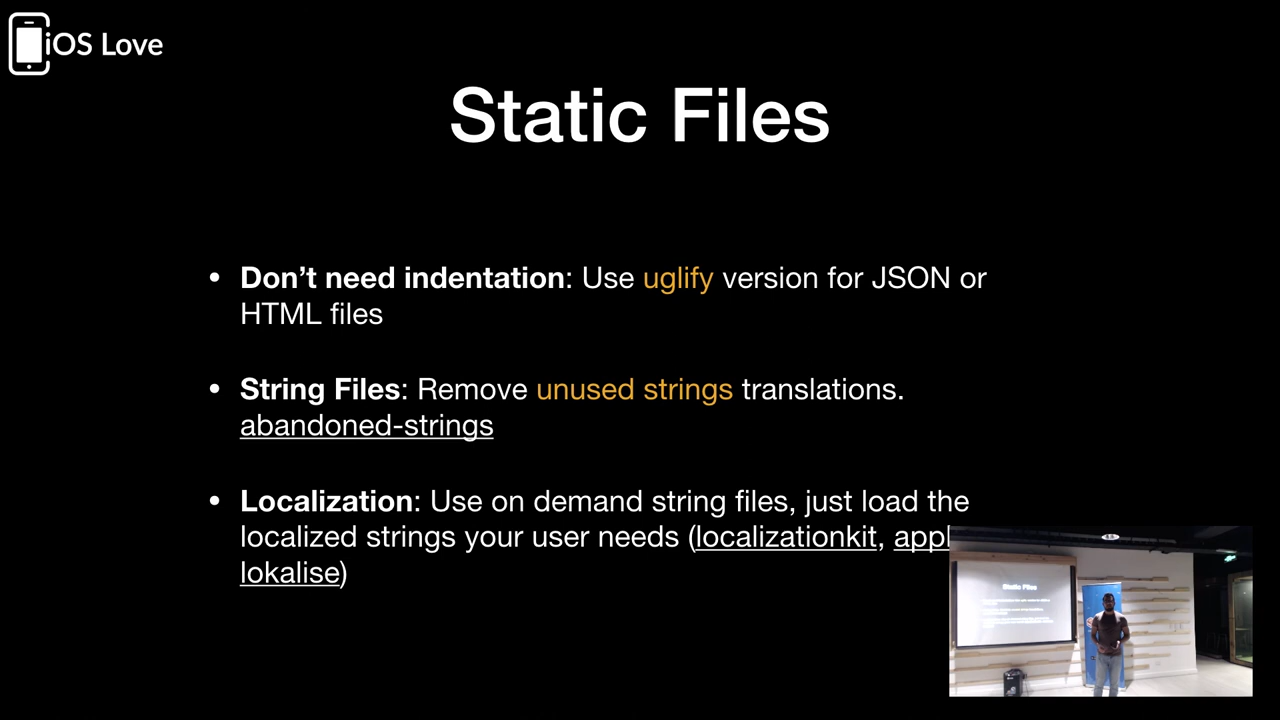 iOS Love
Static Files
• Don’t need indentation: Use uglify version for JSON or
HTML files
• String Files: Remove unused strings translations.
abandoned-strings
• Localization: Use on demand string files, just load the
localized strings your user needs (localizationkit,
lokalise)
Static Files